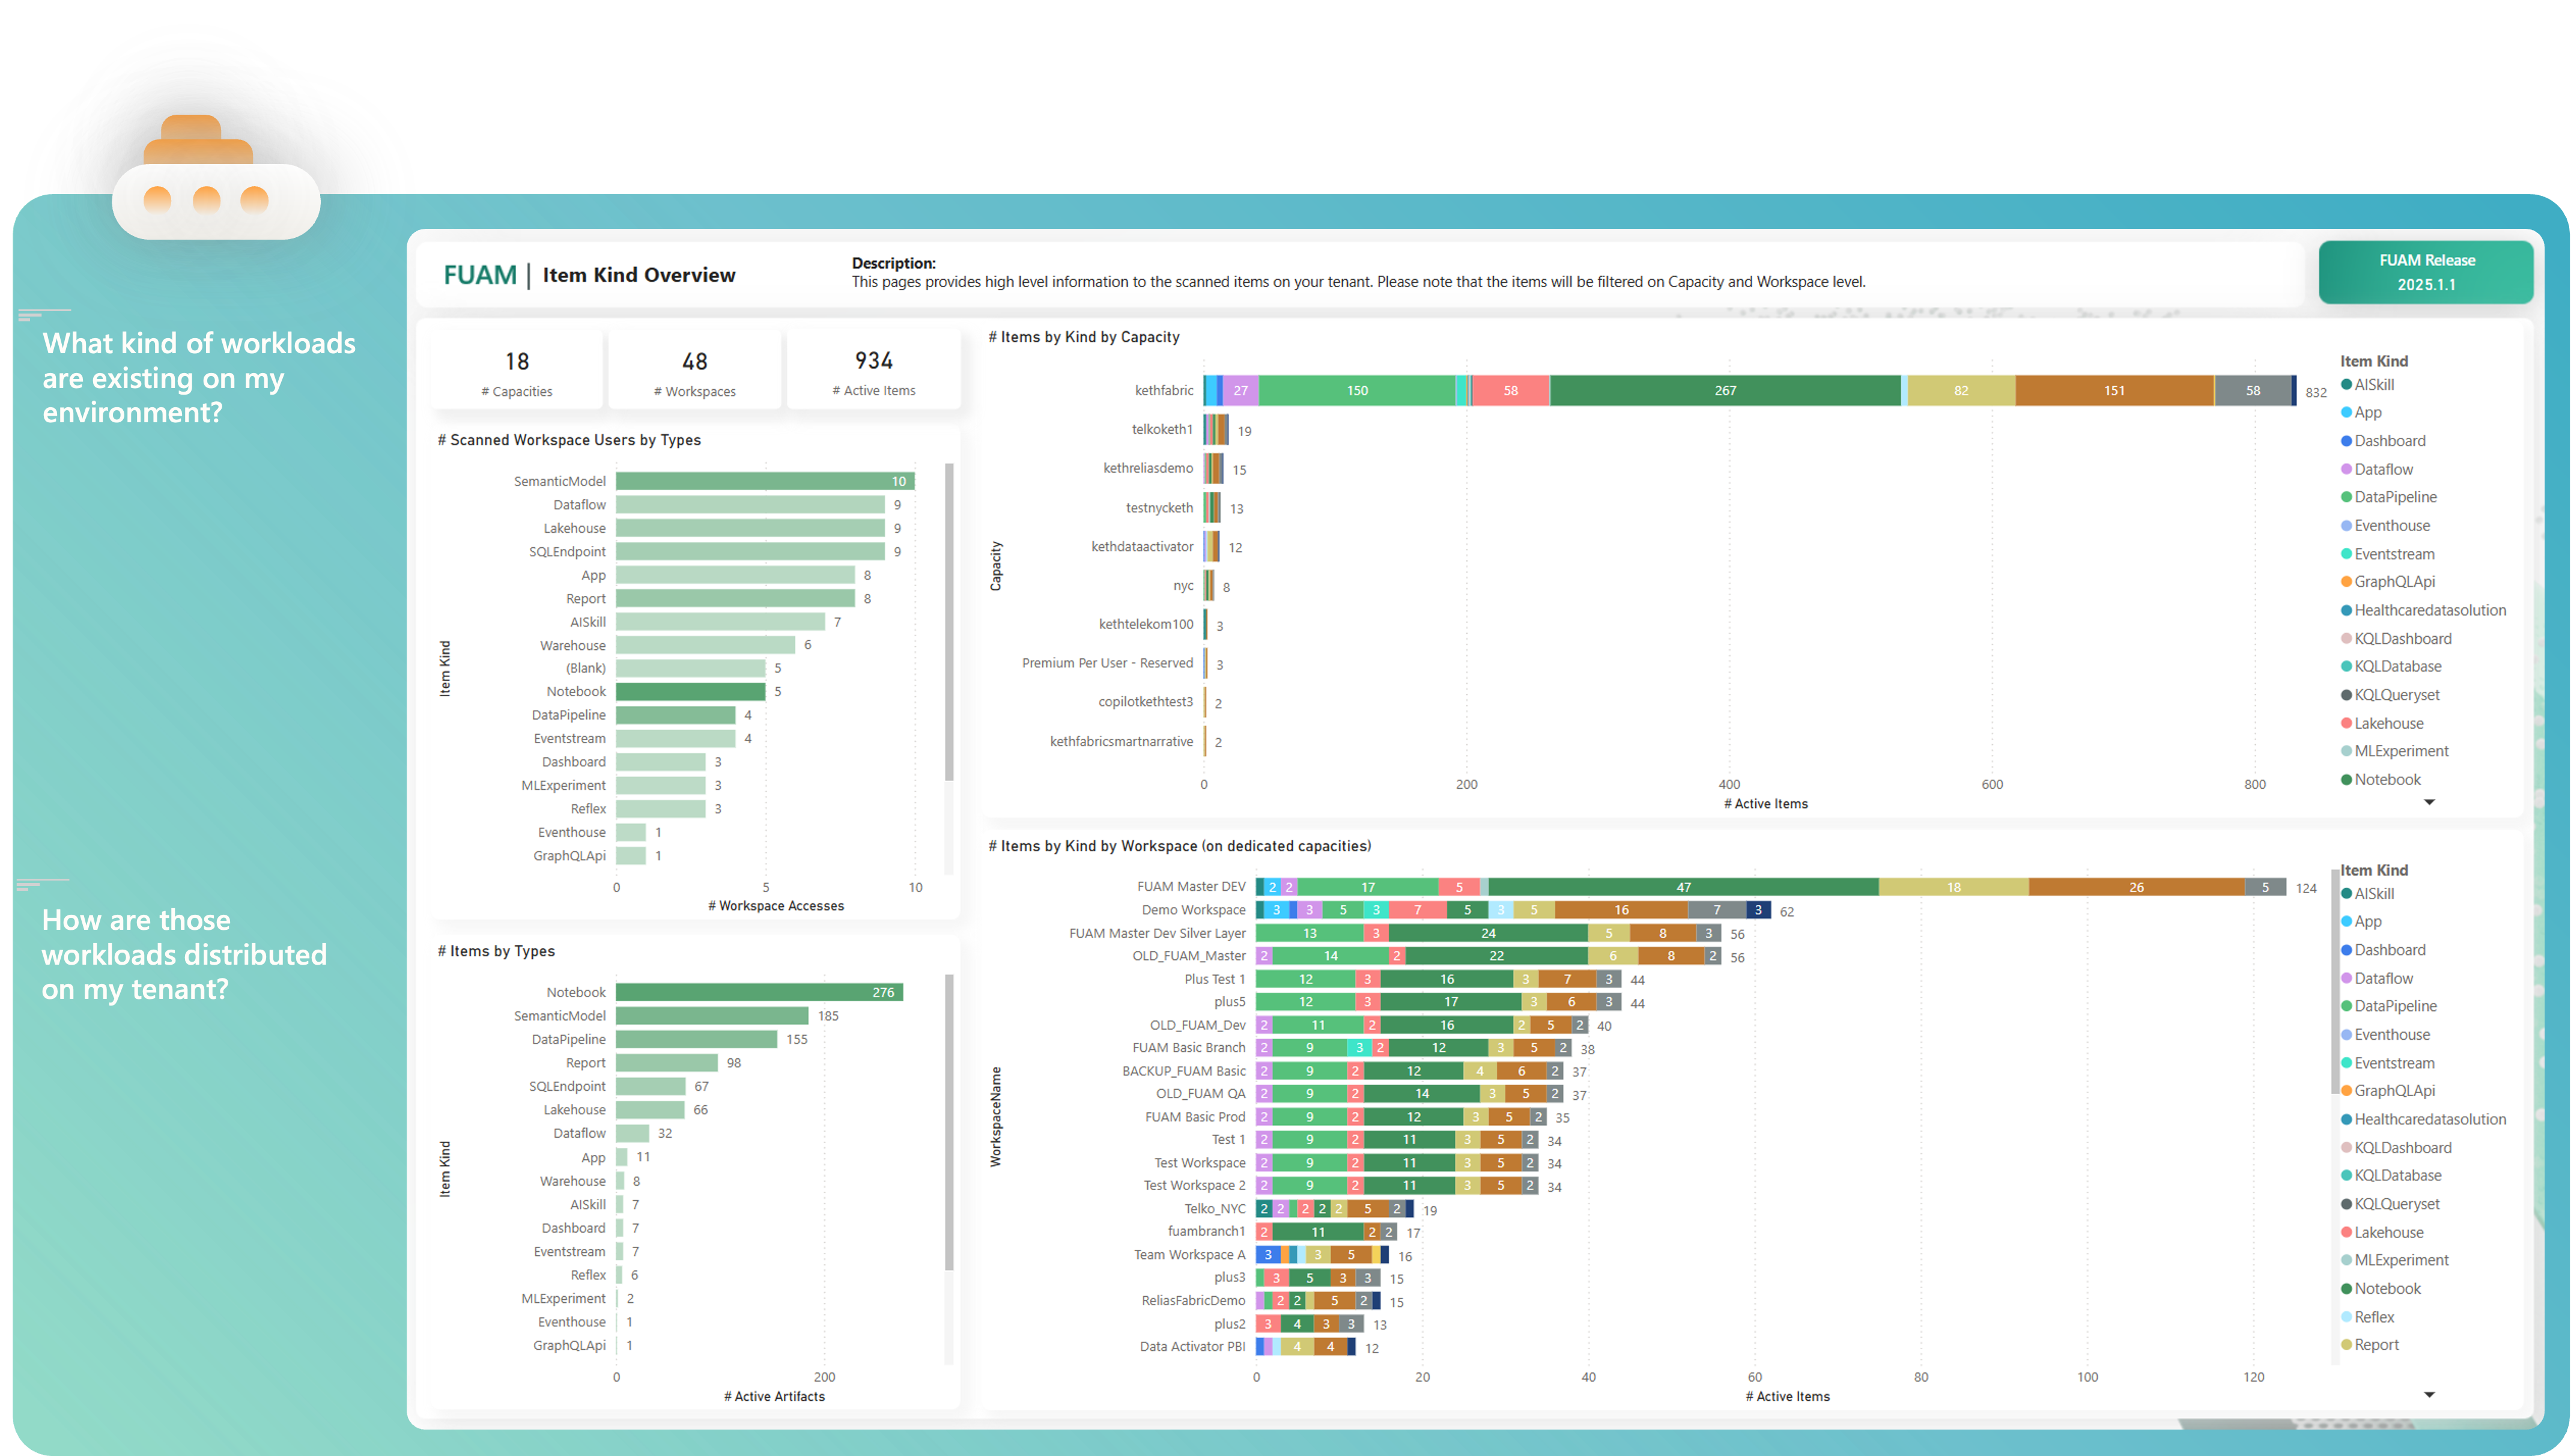 What kind of workloads
are existing on my
environment?
How are those
workloads distributed
on my tenant?
FUAM | Item Kind Overview
Description:
This pages provides high level information to the scanned items on your tenant. Please note that the items will be filtered on Capacity and Workspace level.
FUAM Release
2025.1.1
18
# Capacities
48
# Workspaces
934
# Active Items
# Scanned Workspace Users by Types
Item Kind
SemanticModel 10
Dataflow 9
Lakehouse 9
SQLEndpoint 9
App 8
Report 8
AISkill 7
Warehouse 6
(Blank) 5
Notebook 5
DataPipeline 4
Eventstream 4
Dashboard 3
MLExperiment 3
Reflex 3
Eventhouse 1
GraphQLApi 1
0 5 10
# Workspace Accesses
# Items by Types
Item Kind
Notebook 276
SemanticModel 185
DataPipeline 155
Report 98
SQLEndpoint 67
Lakehouse 66
Dataflow 32
App 11
Warehouse 8
AISkill 7
Dashboard 7
Eventstream 7
Reflex 6
MLExperiment 2
Eventhouse 1
GraphQLApi 1
0 200
# Active Artifacts
# Items by Kind by Capacity
Capacity
kethfabric 27 150 58 267 82 151 58 832
telkoketh1 19
kethreliasdemo 15
testnycketh 13
kethdataactivator 12
nyc 8
kethtelekom100 3
Premium Per User - Reserved 3
copilotkethtest3 2
kethfabricsmartnarrative 2
0 200 400 600 800
# Active Items
Item Kind
AISkill
App
Dashboard
Dataflow
DataPipeline
Eventhouse
Eventstream
GraphQLApi
Healthcaredatasolution
KQLDashboard
KQLDatabase
KQLQueryset
Lakehouse
MLExperiment
Notebook
# Items by Kind by Workspace (on dedicated capacities)
WorkspaceName
FUAM Master DEV 2 2 17 5 47 18 26 5 124
Demo Workspace 3 3 5 3 7 5 3 5 16 7 3 62
FUAM Master Dev Silver Layer 13 3 24 5 8 3 56
OLD_FUAM_Master 2 14 2 22 6 8 2 56
Plus Test 1 12 3 16 3 7 3 44
plus5 12 3 17 3 6 3 44
OLD_FUAM_Dev 2 11 2 16 2 5 2 40
FUAM Basic Branch 2 9 3 2 12 3 5 2 38
BACKUP_FUAM Basic 2 9 2 12 4 6 2 37
OLD_FUAM QA 2 9 2 14 3 5 2 37
FUAM Basic Prod 2 9 2 12 3 5 2 35
Test 1 2 9 2 11 3 5 2 34
Test Workspace 2 9 2 11 3 5 2 34
Test Workspace 2 2 9 2 11 3 5 2 34
Telko_NYC 2 2 2 2 2 5 2 19
fuambranch1 2 11 2 2 17
Team Workspace A 3 3 5 16
plus3 3 5 3 3 15
ReliasFabricDemo 2 2 5 2 15
plus2 3 4 3 3 13
Data Activator PBI 4 4 12
0 20 40 60 80 100 120
# Active Items
Item Kind
AISkill
App
Dashboard
Dataflow
DataPipeline
Eventhouse
Eventstream
GraphQLApi
Healthcaredatasolution
KQLDashboard
KQLDatabase
KQLQueryset
Lakehouse
MLExperiment
Notebook
Reflex
Report